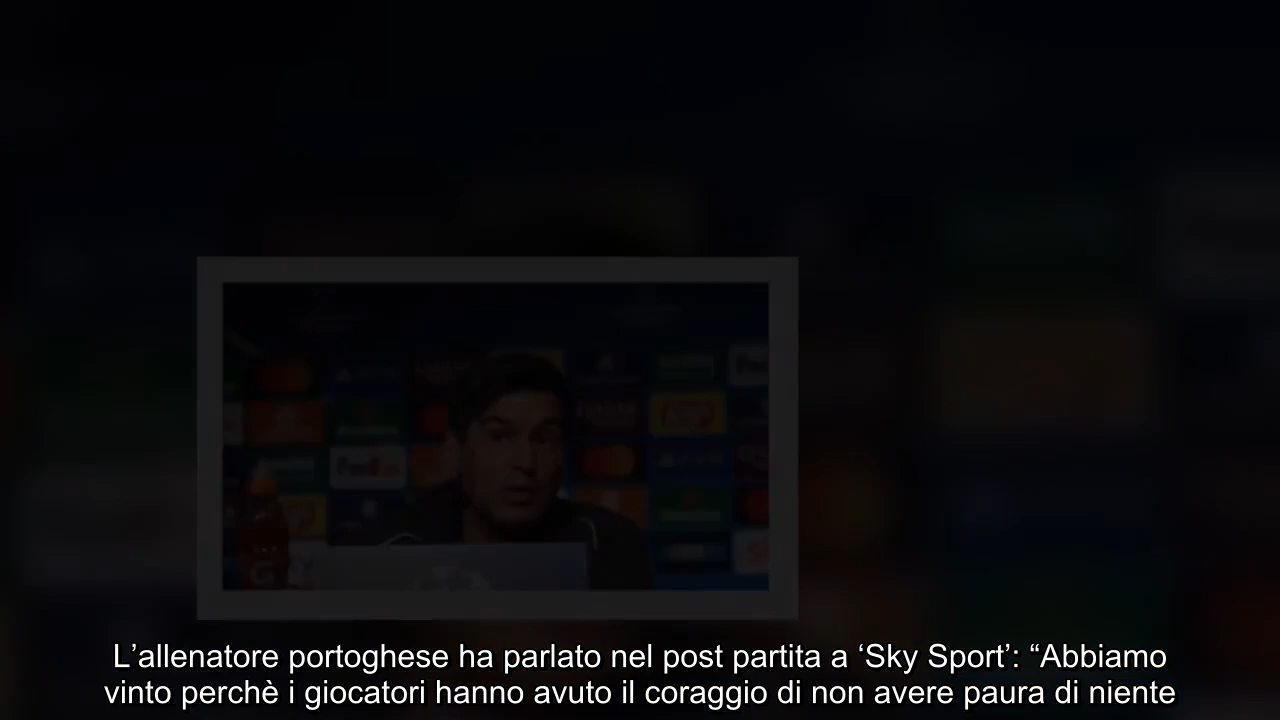 L’allenatore portoghese ha parlato nel post partita a ‘Sky Sport’: “Abbiamo
vinto perchè i giocatori hanno avuto il coraggio di non avere paura di niente
FedEx